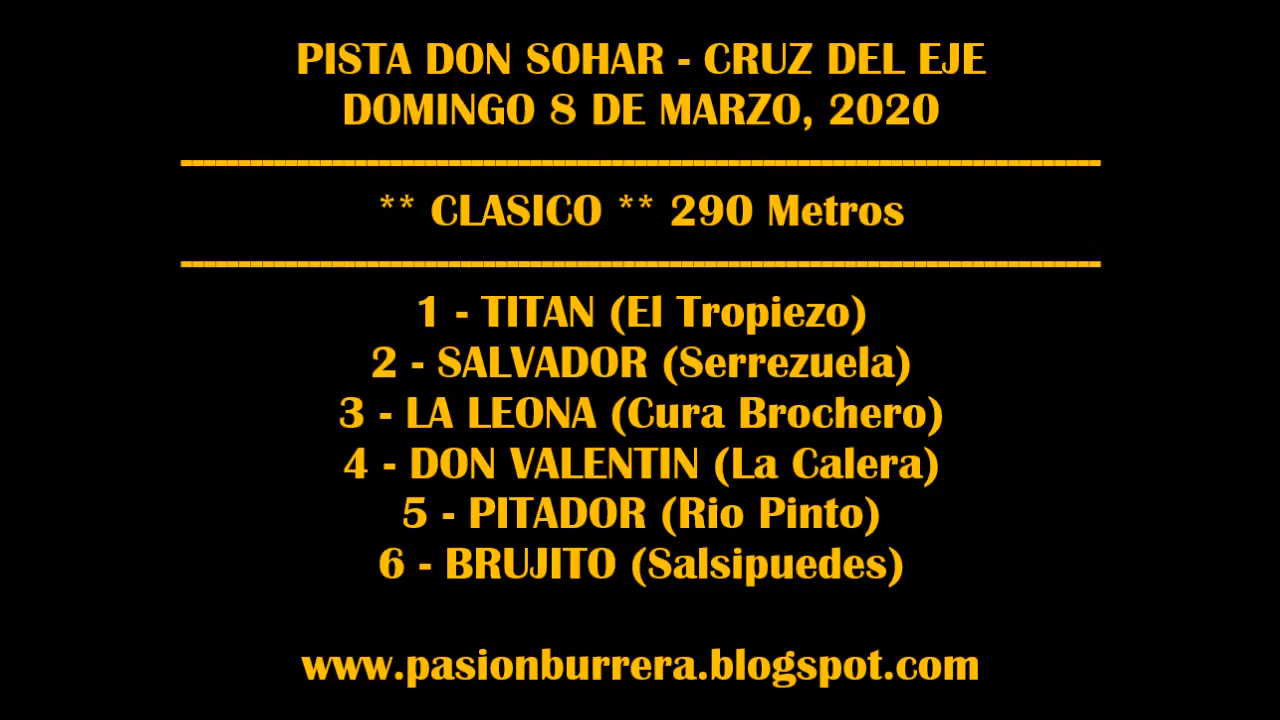 PISTA DON SOHAR - CRUZ DEL EJE
DOMINGO 8 DE MARZO, 2020
** CLASICO ** 290 Metros
1 - TITAN (El Tropiezo)
2 - SALVADOR (Serrezuela)
3 - LA LEONA (Cura Brochero)
4 - DON VALENTIN (La Calera)
5 - PITADOR (Rio Pinto)
6 - BRUJITO (Salsipuedes)
www.pasionburrera.blogspot.com